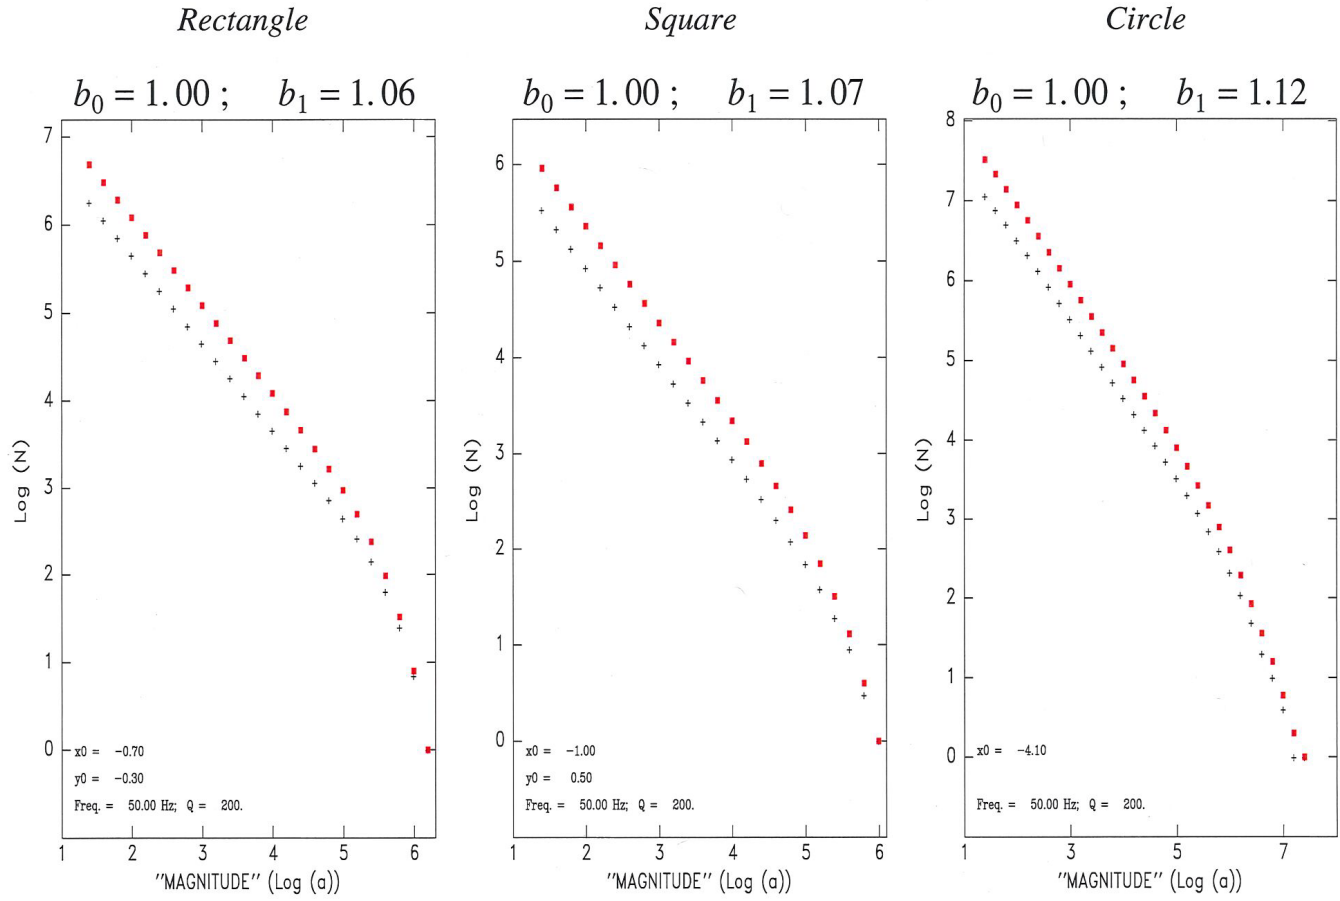 Rectangle
b0 = 1.00 ; b1 = 1.06
7
6
5
4
3
2
1
0
Log (N)
x0 = -0.70
y0 = -0.30
Freq. = 50.00 Hz; Q = 200.
1 2 3 4 5 6
"MAGNITUDE" (Log (a))
Square
b0 = 1.00 ; b1 = 1.07
6
5
4
3
2
1
0
Log (N)
x0 = -1.00
y0 = 0.50
Freq. = 50.00 Hz; Q = 200.
1 2 3 4 5 6
"MAGNITUDE" (Log (a))
Circle
b0 = 1.00 ; b1 = 1.12
8
7
6
5
4
3
2
1
0
Log (N)
x0 = -4.10
Freq. = 50.00 Hz; Q = 200.
1 3 5 7
"MAGNITUDE" (Log (a))